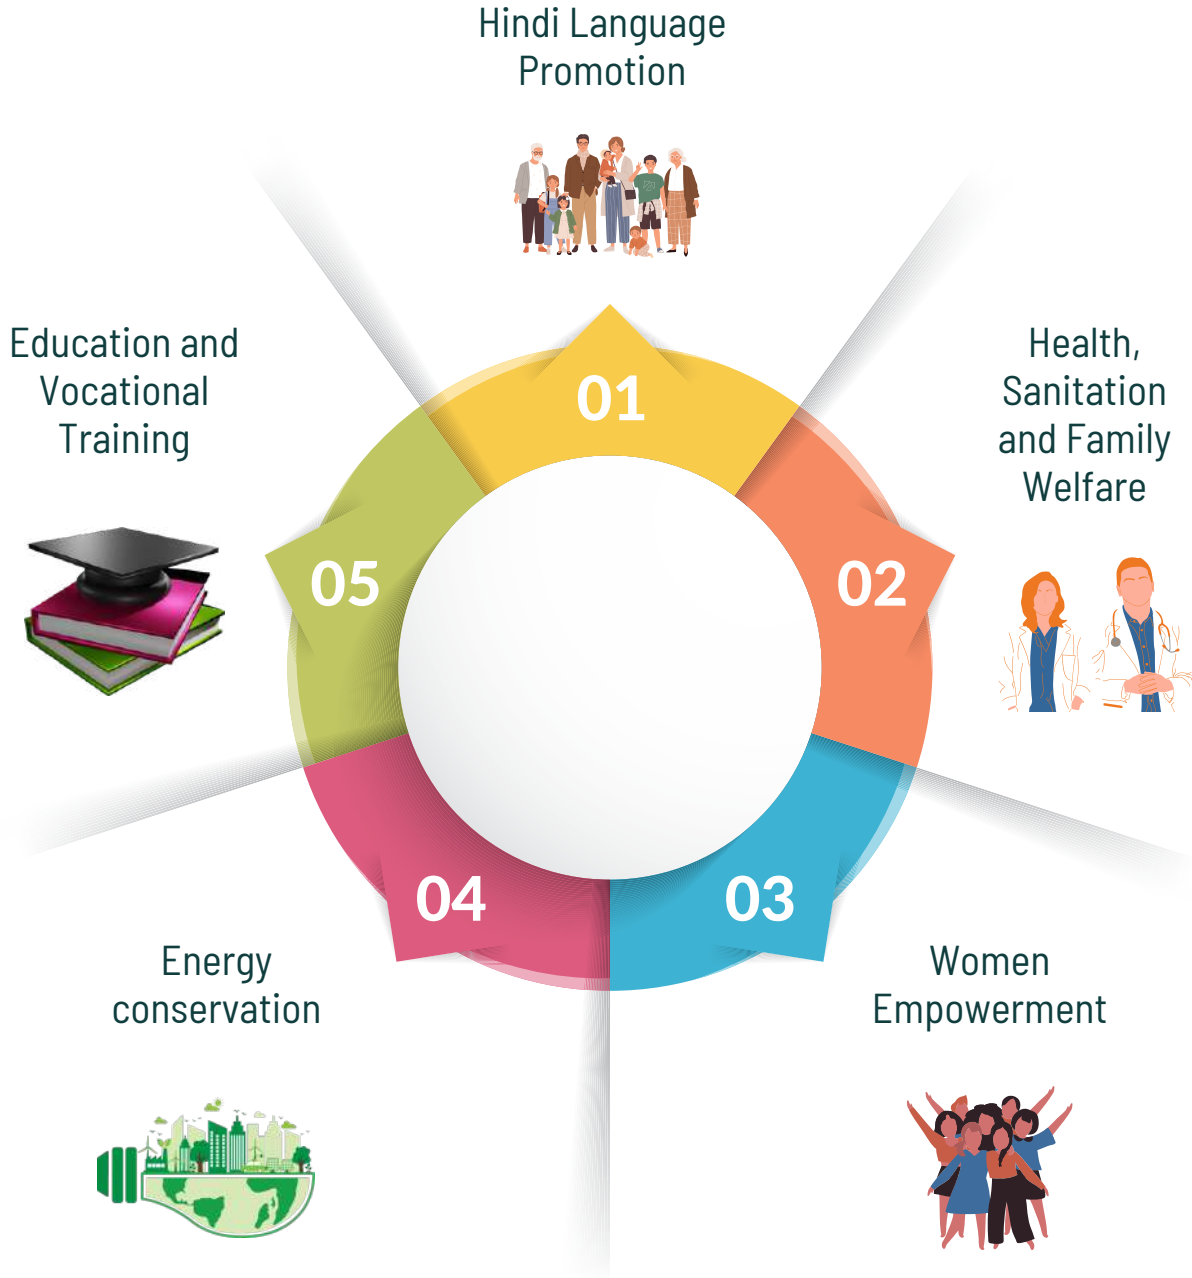 Hindi Language
Promotion
01
Health,
Sanitation
and Family
Welfare
02
Women
Empowerment
03
Energy
conservation
04
Education and
Vocational
Training
05